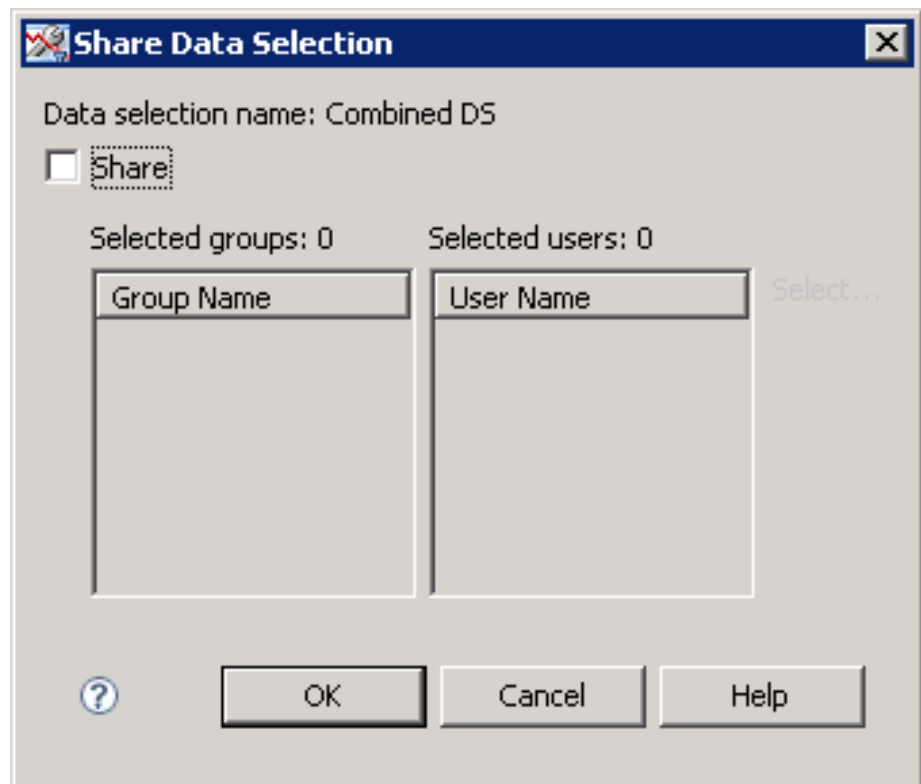 Share Data Selection
Data selection name: Combined DS
Share
Selected groups: 0
Selected users: 0
Group Name
User Name
Select...
?
OK
Cancel
Help